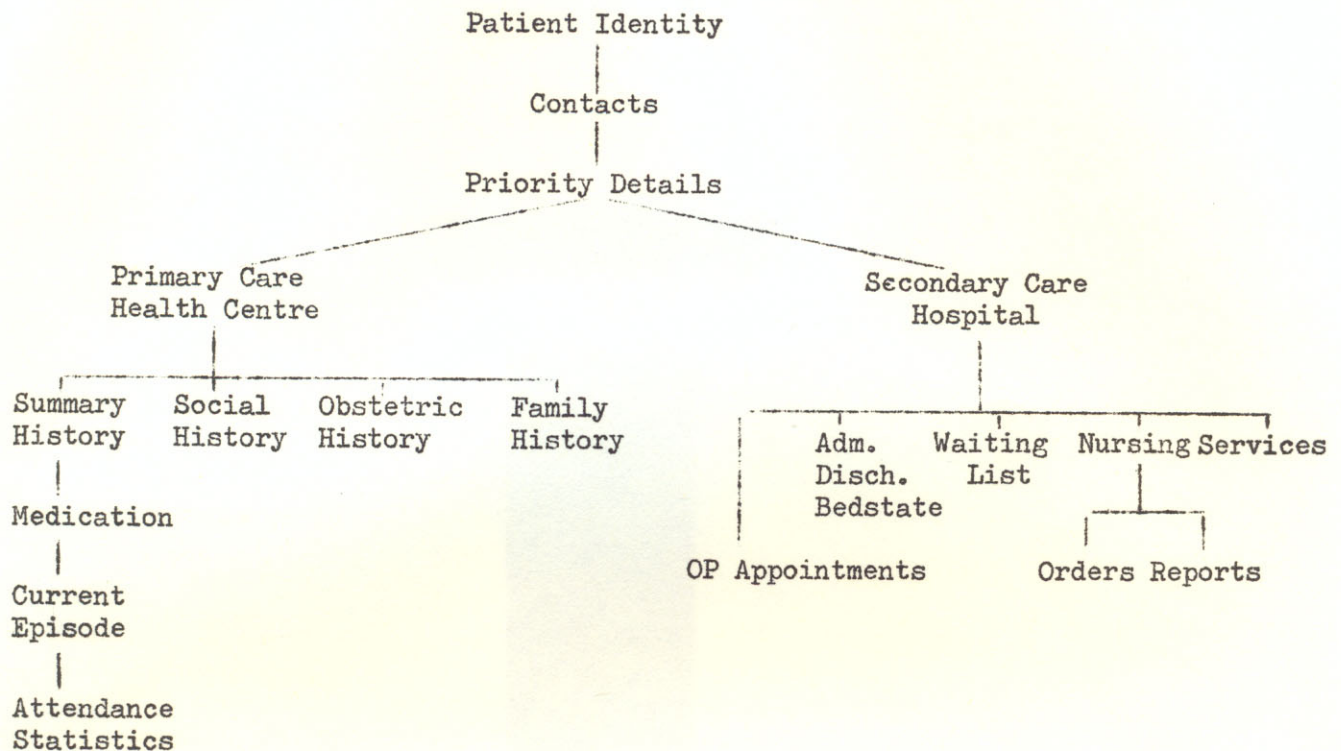 Patient Identity
Contacts
Priority Details
Primary Care
Health Centre
Secondary Care
Hospital
Summary
History
Social
History
Obstetric
History
Family
History
Adm.
Disch.
Bedstate
Waiting
List
Nursing
Services
Medication
OP Appointments
Orders
Reports
Current
Episode
Attendance
Statistics